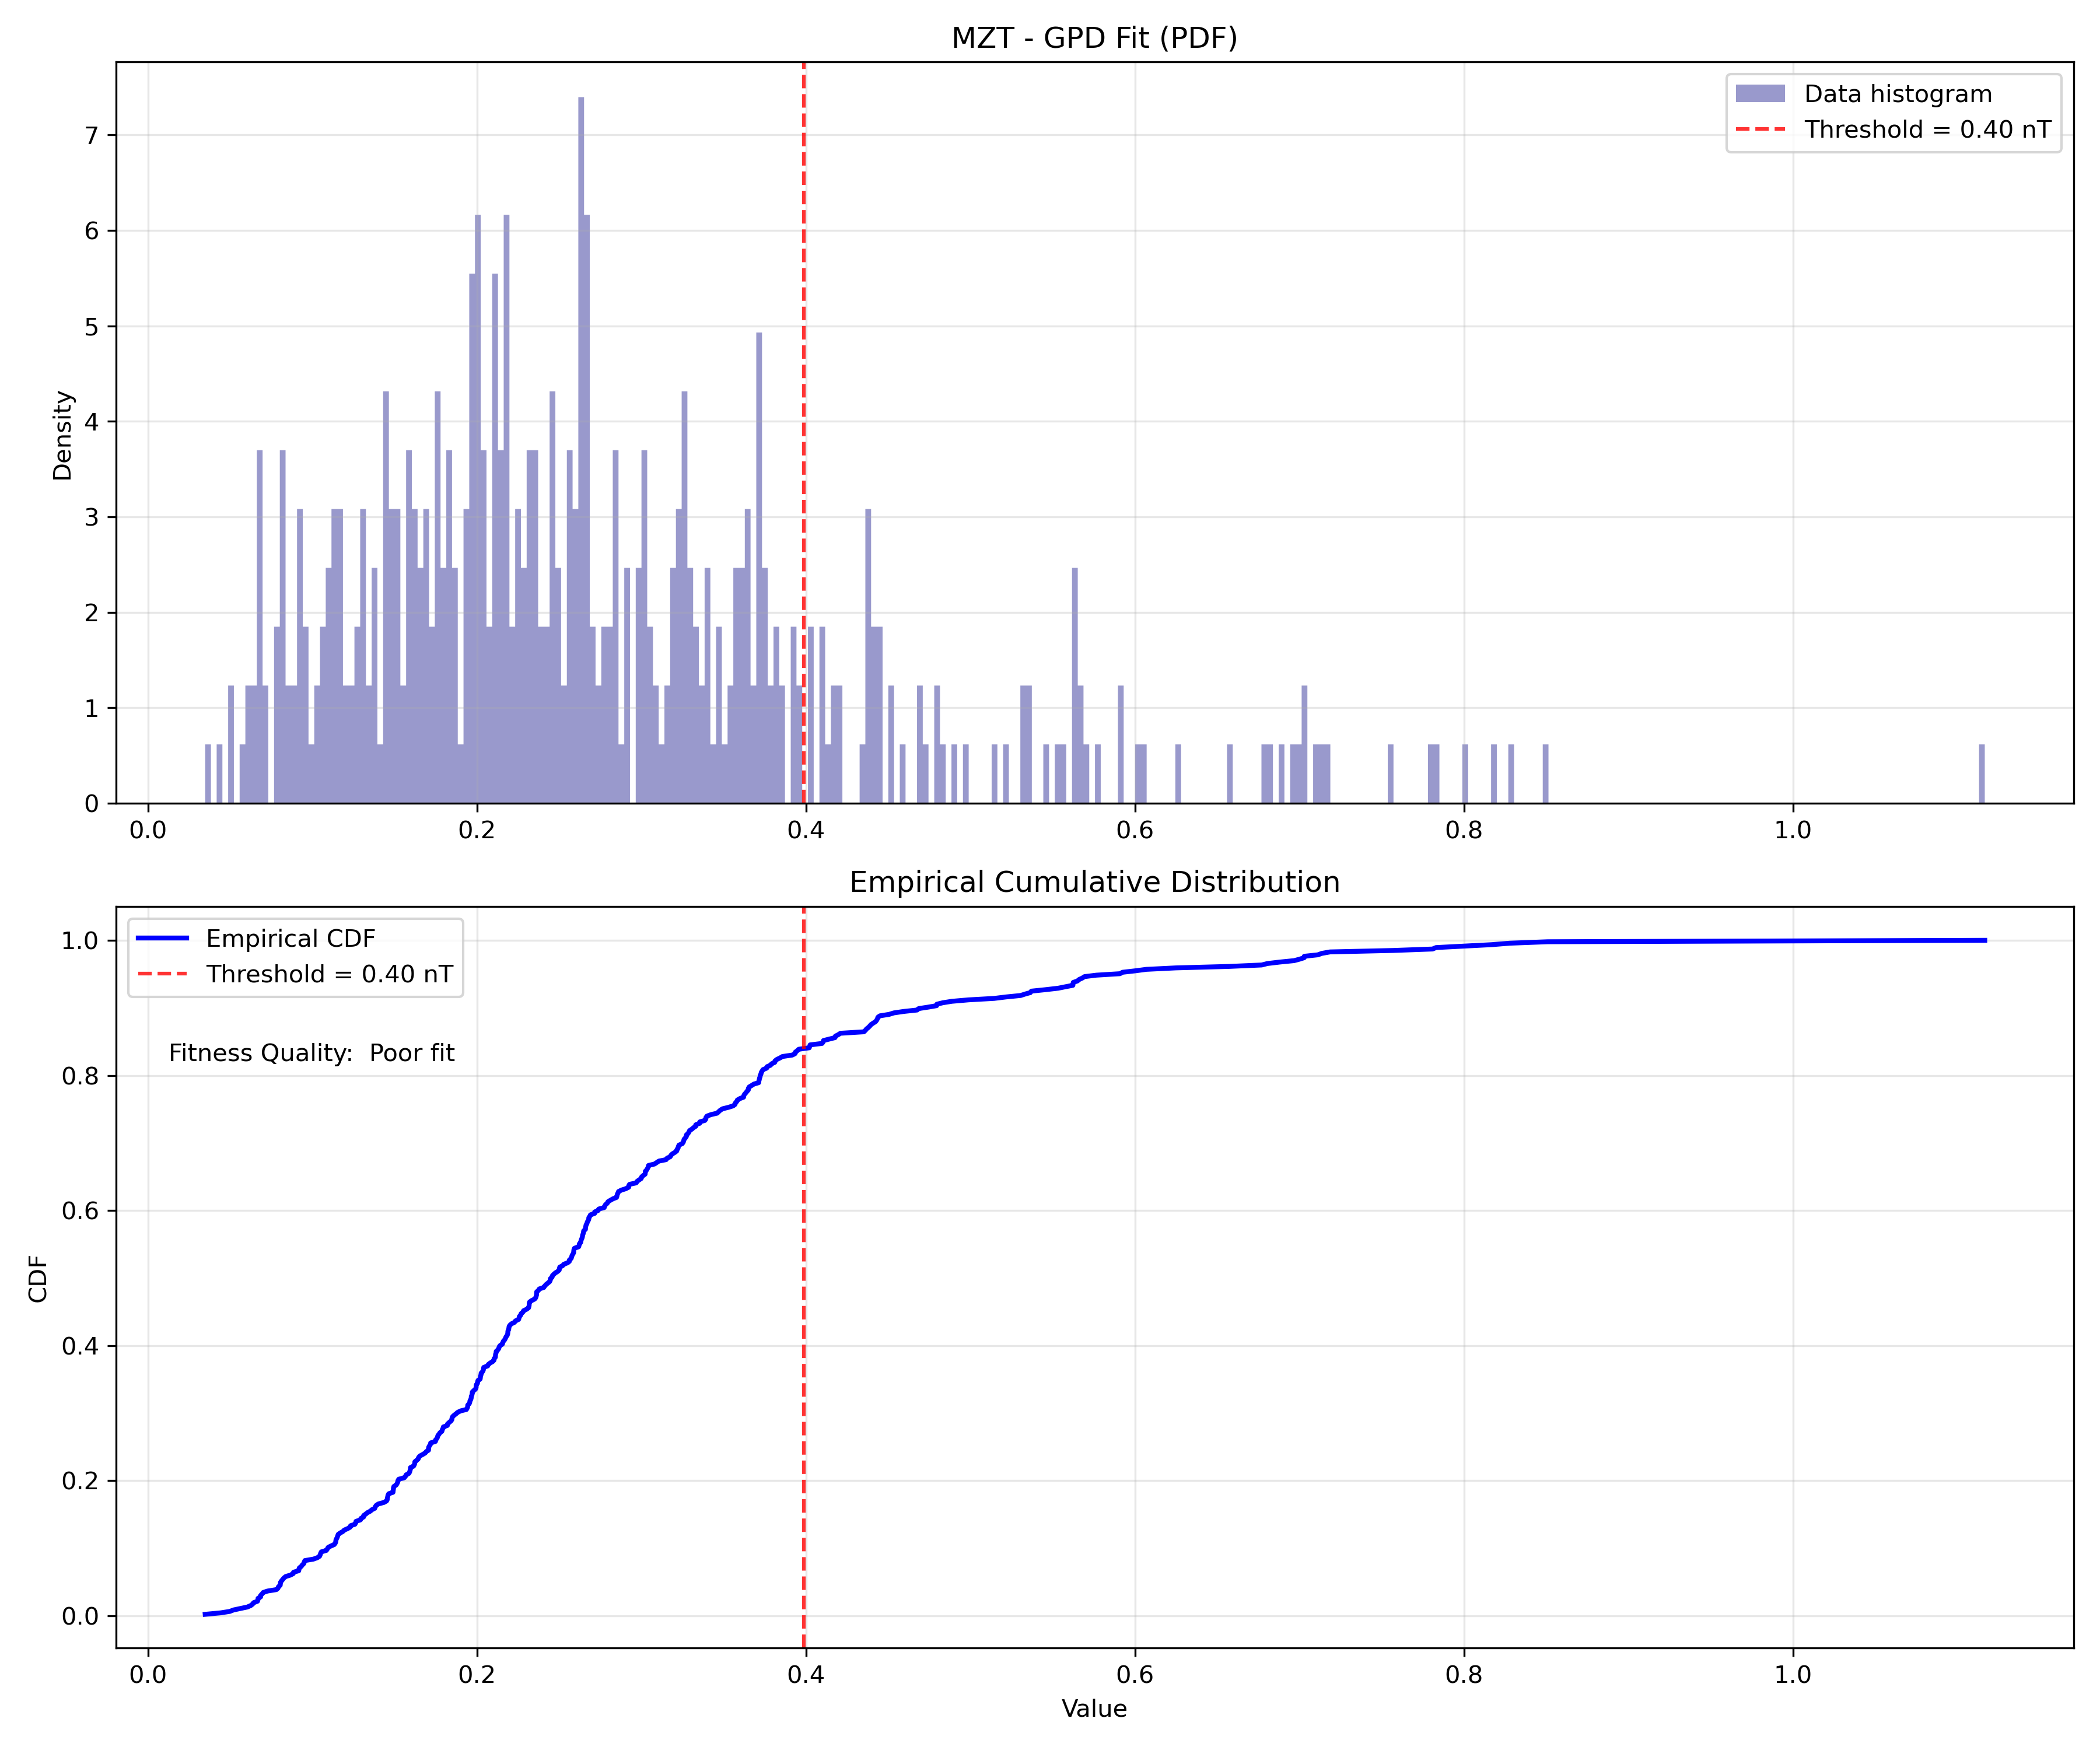 MZT - GPD Fit (PDF)
Data histogram
Threshold = 0.40 nT
Density
7
6
5
4
3
2
1
0
0.0 0.2 0.4 0.6 0.8 1.0
Empirical Cumulative Distribution
Empirical CDF
Threshold = 0.40 nT
Fitness Quality:  Poor fit
CDF
1.0
0.8
0.6
0.4
0.2
0.0
0.0 0.2 0.4 0.6 0.8 1.0
Value